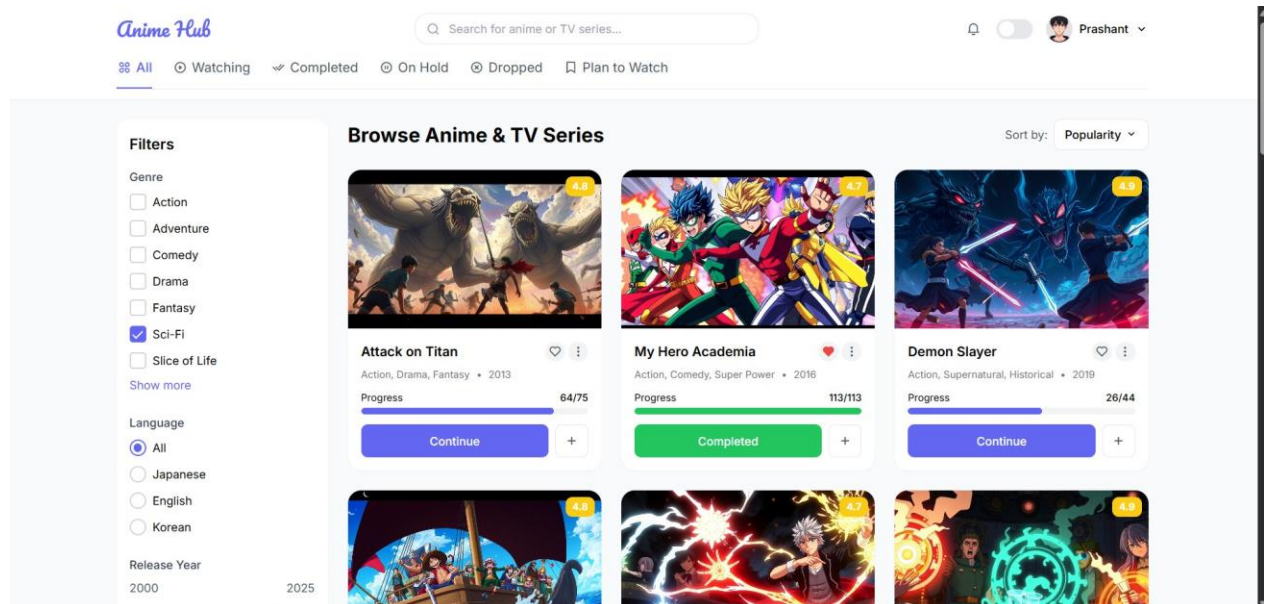 Anime Hub
Search for anime or TV series...
Prashant
All
Watching
Completed
On Hold
Dropped
Plan to Watch
Filters
Genre
Action
Adventure
Comedy
Drama
Fantasy
Sci-Fi
Slice of Life
Show more
Language
All
Japanese
English
Korean
Release Year
2000 2025
Browse Anime & TV Series
Sort by: Popularity
4.8
Attack on Titan
Action, Drama, Fantasy • 2013
Progress 64/75
Continue +
4.7
My Hero Academia
Action, Comedy, Super Power • 2016
Progress 113/113
Completed +
4.9
Demon Slayer
Action, Supernatural, Historical • 2019
Progress 26/44
Continue +
4.8
4.7
4.9